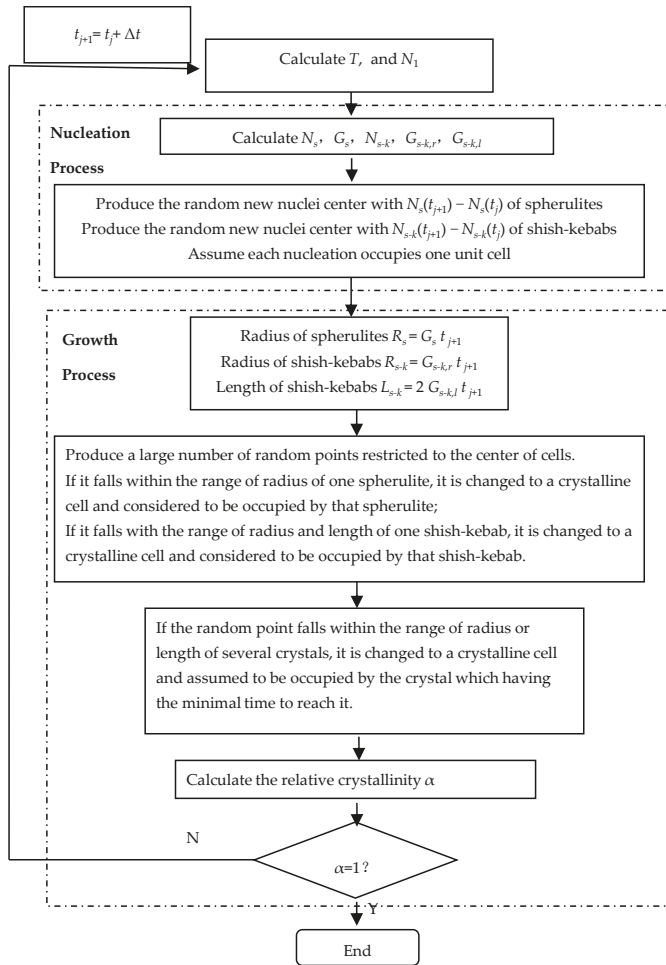 t_{j+1}= t_j+ Δt
Calculate T, and N_1
Nucleation
Process
Calculate N_s, G_s, N_{s-k}, G_{s-k,r}, G_{s-k,l}
Produce the random new nuclei center with N_s(t_{j+1}) − N_s(t_j) of spherulites
Produce the random new nuclei center with N_{s-k}(t_{j+1}) − N_{s-k}(t_j) of shish-kebabs
Assume each nucleation occupies one unit cell
Growth
Process
Radius of spherulites R_s = G_s t_{j+1}
Radius of shish-kebabs R_{s-k} = G_{s-k,r} t_{j+1}
Length of shish-kebabs L_{s-k} = 2 G_{s-k,l} t_{j+1}
Produce a large number of random points restricted to the center of cells.
If it falls within the range of radius of one spherulite, it is changed to a crystalline
cell and considered to be occupied by that spherulite;
If it falls with the range of radius and length of one shish-kebab, it is changed to a
crystalline cell and considered to be occupied by that shish-kebab.
If the random point falls within the range of radius or
length of several crystals, it is changed to a crystalline cell
and assumed to be occupied by the crystal which having
the minimal time to reach it.
Calculate the relative crystallinity α
N
α=1?
Y
End